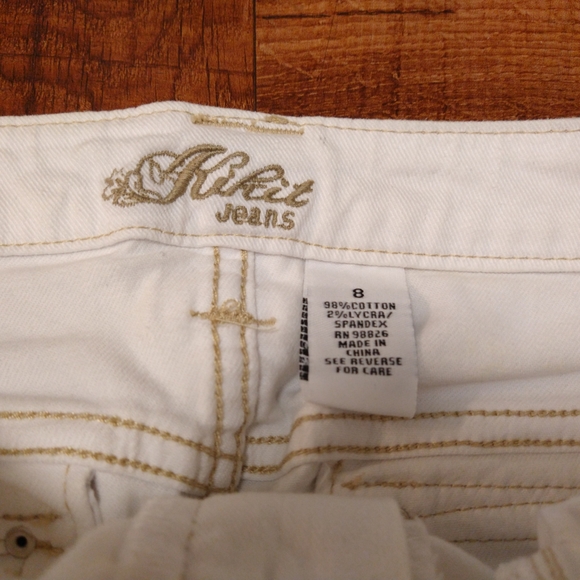 Kikit
Jeans
8
98%COTTON
2%LYCRA/
SPANDEX
RN 98826
MADE IN
CHINA
SEE REVERSE
FOR CARE